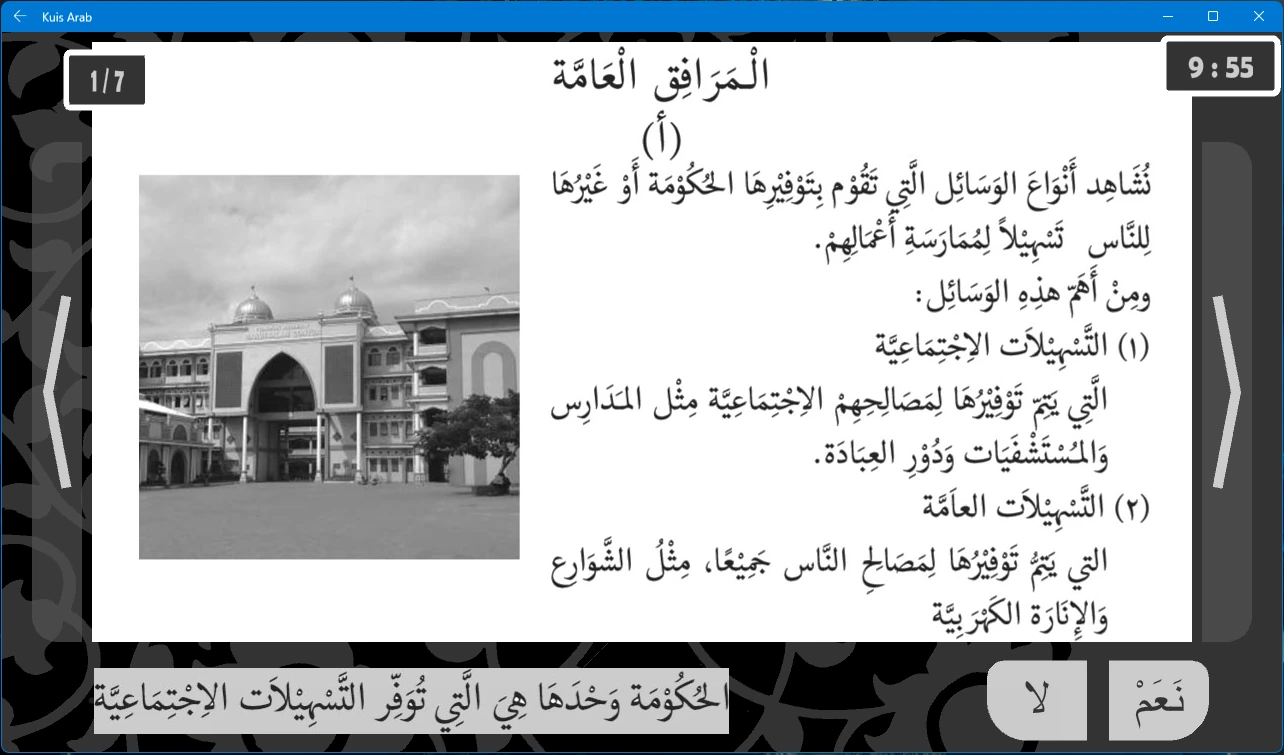 Kuis Arab
1/7
9:55
الْمَرَافِق الْعَامَّة
(أ)
نُشَاهِد أَنْوَاعَ الوَسَائِل الَّتِي تَقُوْم بِتَوْفِيْرِهَا الحُكُوْمَة أَوْ غَيْرُهَا
لِلنَّاس تَسْهِيْلاً لِمُمَارَسَةِ أَعْمَالِهِمْ.
ومِنْ أَهَمّ هذِهِ الوَسَائِل:
(١) التَّسْهِيْلاَت الاِجْتِمَاعِيَّة
الَّتِي يَتِمّ تَوْفِيْرُهَا لِمَصَالِحِهِمْ الاِجْتِمَاعِيَّة مِثْل المَدَارِس
وَالمُسْتَشْفَيَات وَدُوْرِ العِبَادَة.
(٢) التَّسْهِيْلاَت العاَمَّة
التي يَتِمُّ تَوْفِيْرُهَا لِمَصَالِحِ النَّاس جَمِيْعًا، مِثْلُ الشَّوَارِع
وَالإِنَارَة الكَهْرَبِيَّة
الحُكُوْمَة وَحْدَهَا هِيَ الَّتِي تُوَفِّر التَّسْهِيْلاَت الاِجْتِمَاعِيَّة
لا
نَعَمْ